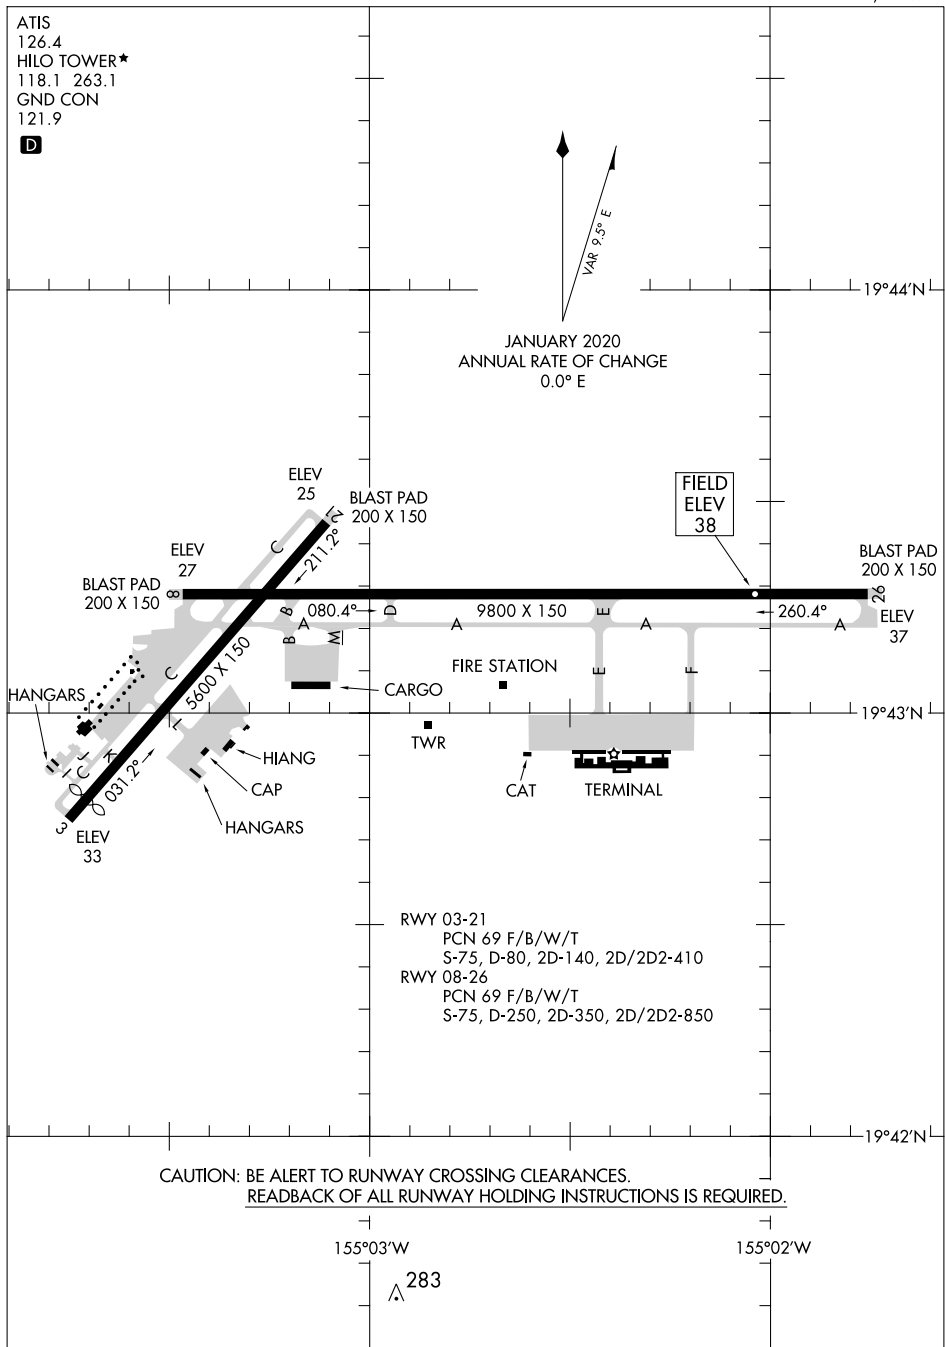 ATIS
126.4
HILO TOWER★
118.1 263.1
GND CON
121.9
D
VAR 9.5° E
19°44'N
JANUARY 2020
ANNUAL RATE OF CHANGE
0.0° E
ELEV
25
BLAST PAD
200 X 150
21
211.2°
C
FIELD
ELEV
38
ELEV
27
BLAST PAD
200 X 150
8
BLAST PAD
200 X 150
26
ELEV
37
B
080.4°
D
9800 X 150
E
260.4°
A
A
A
A
B
M
C
5600 X 150
L
E
F
FIRE STATION
CARGO
HANGARS
19°43'N
TWR
HIANG
CAP
HANGARS
CAT
TERMINAL
I
J
K
C
031.2°
3
ELEV
33
RWY 03-21
PCN 69 F/B/W/T
S-75, D-80, 2D-140, 2D/2D2-410
RWY 08-26
PCN 69 F/B/W/T
S-75, D-250, 2D-350, 2D/2D2-850
19°42'N
CAUTION: BE ALERT TO RUNWAY CROSSING CLEARANCES.
READBACK OF ALL RUNWAY HOLDING INSTRUCTIONS IS REQUIRED.
155°03'W
155°02'W
283